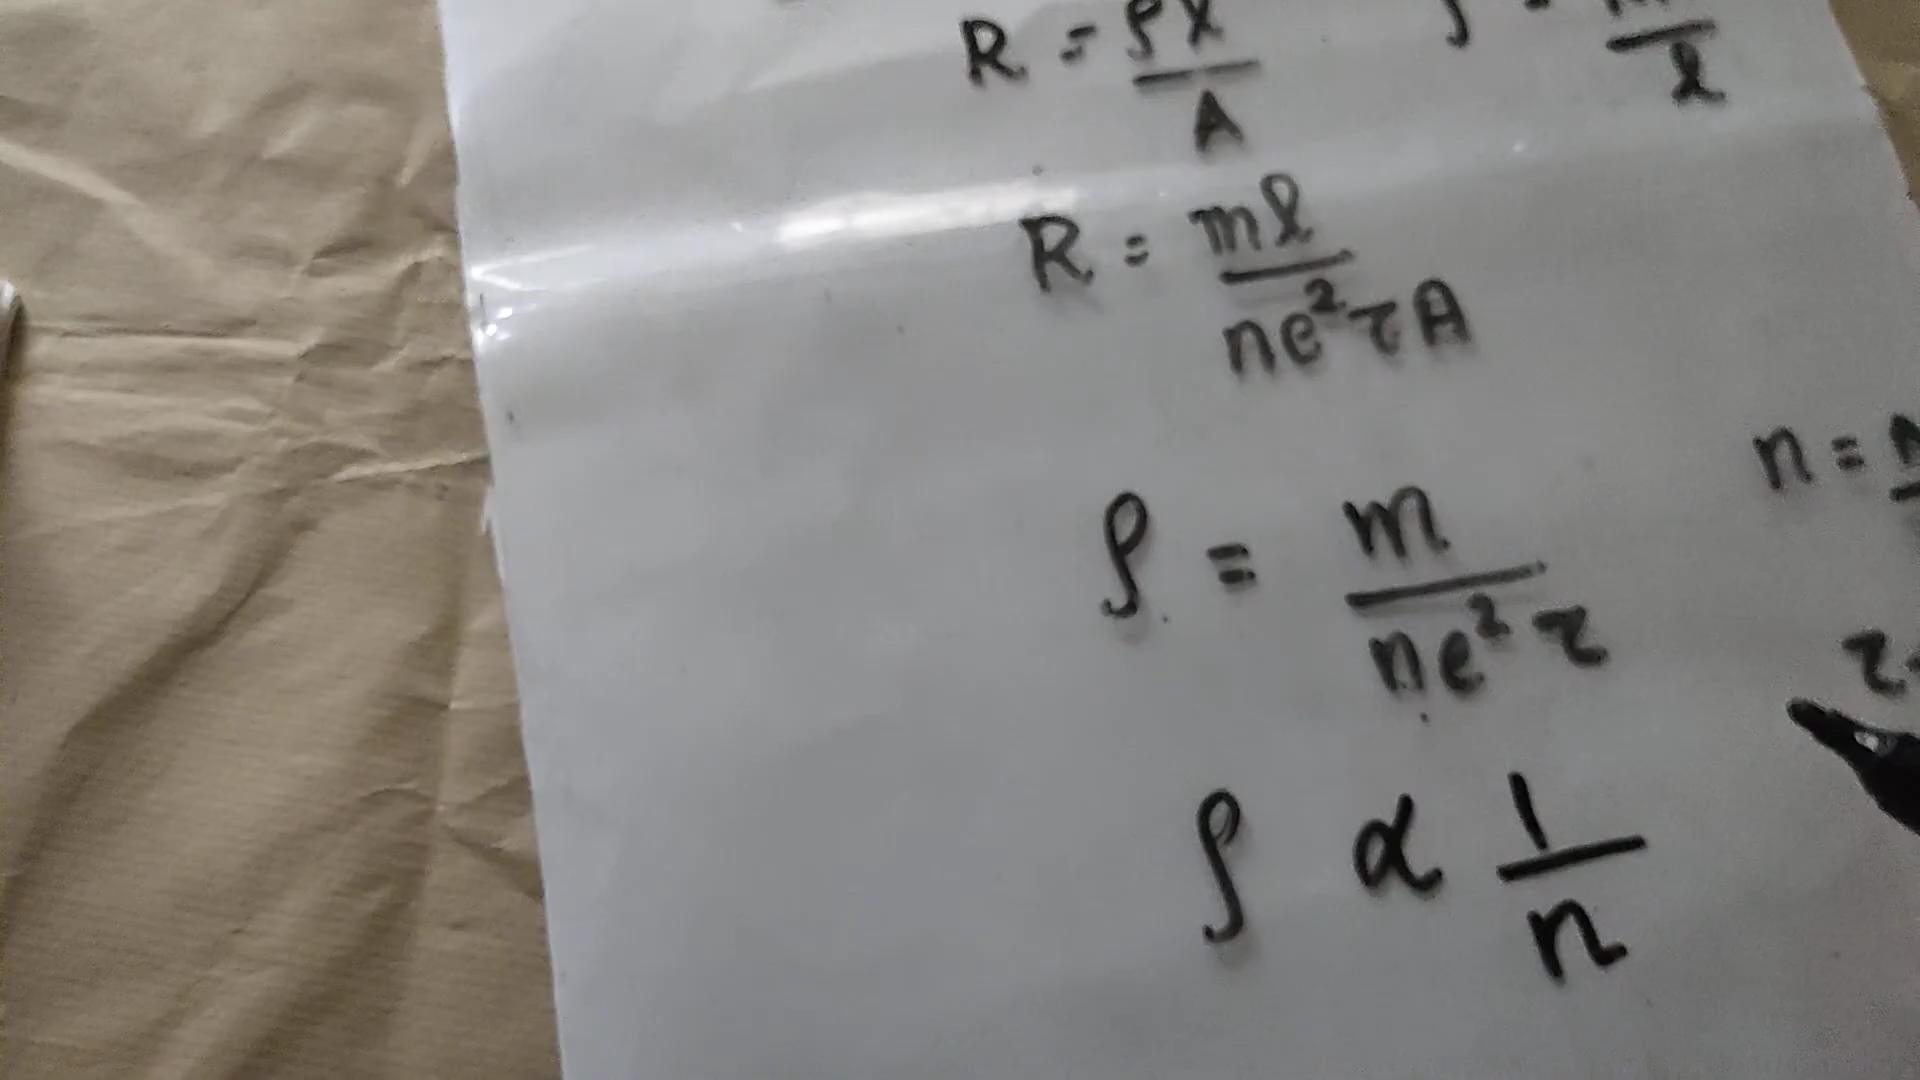 R = ρl/A ρ = /l
R = ml/ne²τA
n =
ρ = m/ne²τ
τ
ρ ∝ 1/n